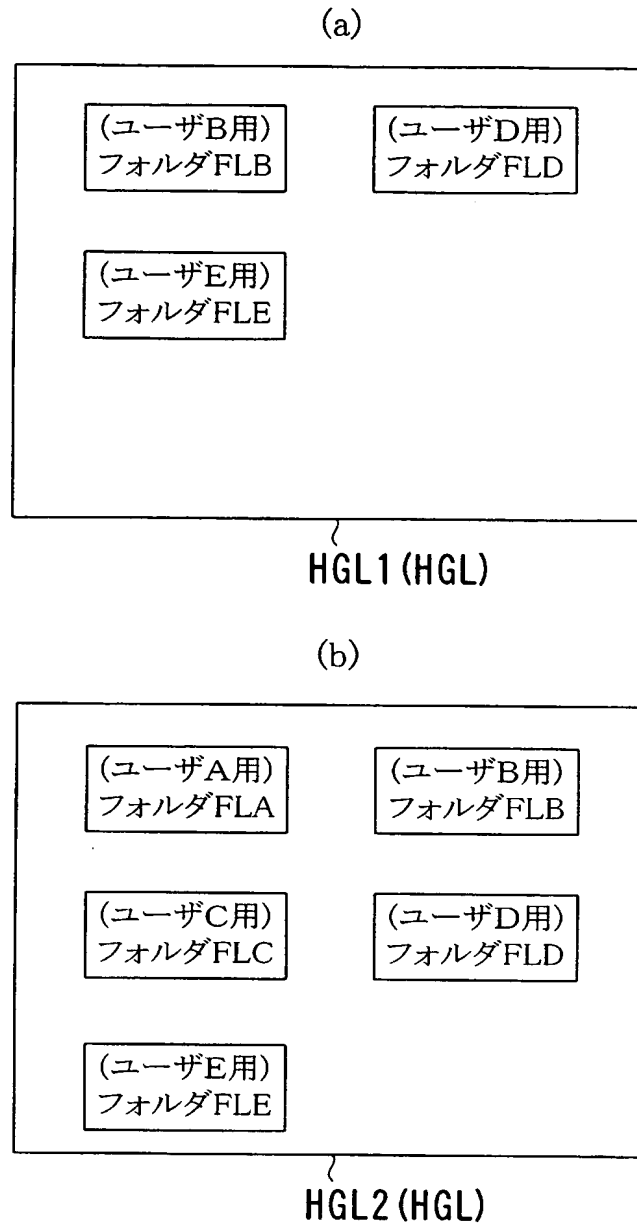 (a)
(ユーザB用)
フォルダFLB
(ユーザD用)
フォルダFLD
(ユーザE用)
フォルダFLE
HGL1(HGL)
(b)
(ユーザA用)
フォルダFLA
(ユーザB用)
フォルダFLB
(ユーザC用)
フォルダFLC
(ユーザD用)
フォルダFLD
(ユーザE用)
フォルダFLE
HGL2(HGL)